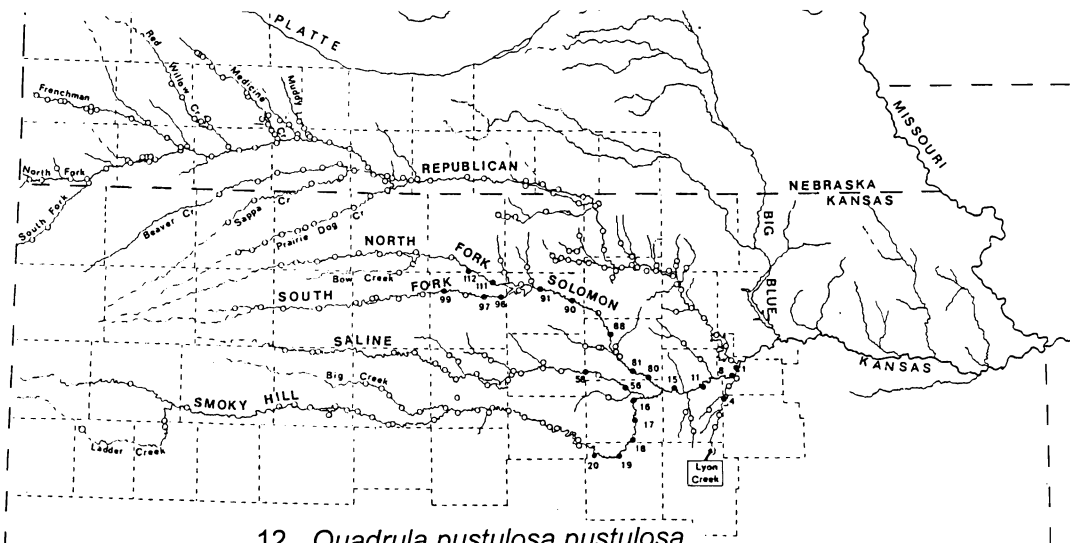 PLATTE
Red Willow Cr
Medicine
Muddy
Frenchman
MISSOURI
North Fork
REPUBLICAN
NEBRASKA
KANSAS
South Fork
Beaver Cr
Sappa Cr
Prairie Dog Cr
BIG BLUE
NORTH FORK
Bow Creek
SOUTH FORK
SOLOMON
112
111
99
97
96
91
90
88
SALINE
KANSAS
81
80
58
56
15
11
1
4
Big Creek
SMOKY HILL
16
17
18
20
19
Ladder Creek
Lyon
Creek
12. Quadrula pustulosa pustulosa